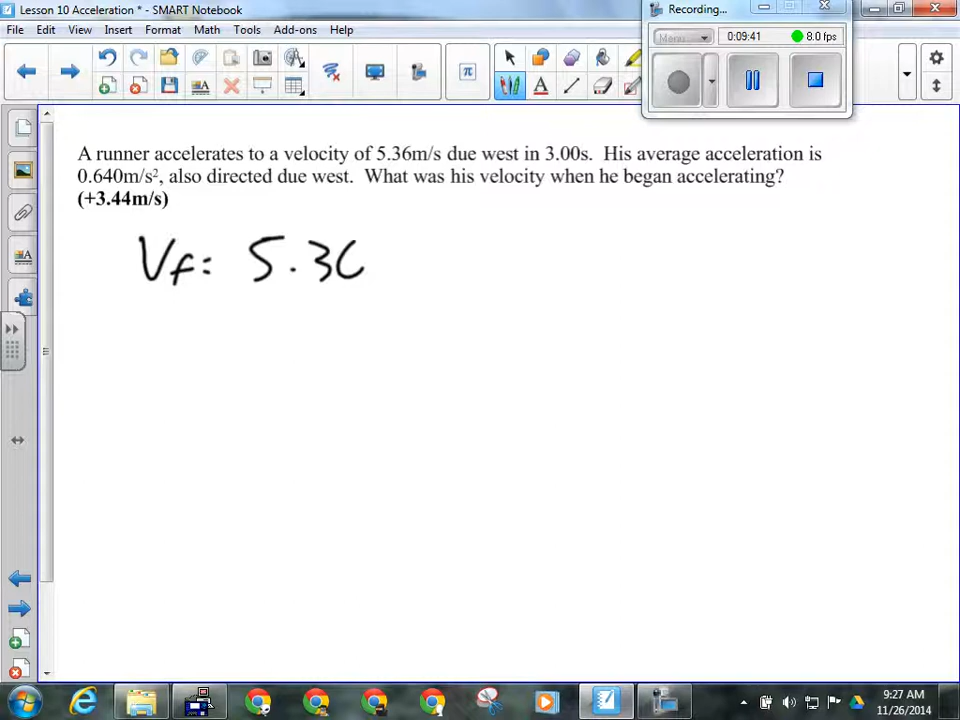 Lesson 10 Acceleration * - SMART Notebook
Recording...
File Edit View Insert Format Math Tools Add-ons Help
Menu 0:09:41 8.0 fps
A runner accelerates to a velocity of 5.36m/s due west in 3.00s. His average acceleration is
0.640m/s², also directed due west. What was his velocity when he began accelerating?
(+3.44m/s)
Vf: 5.3
9:27 AM
11/26/2014